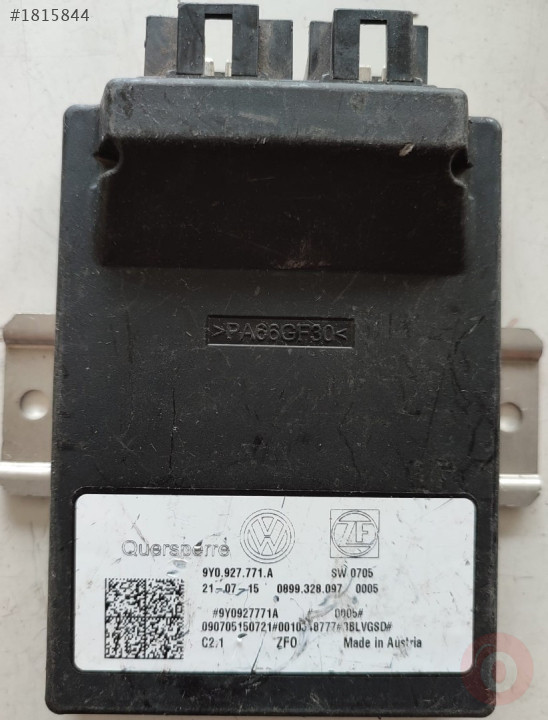 #1815844
>PA66GF30<
Quersperre
ZF
9Y0.927.771.A SW 0705
21-07-15 0899.328.097 0005
#9Y0927771A 0005#
C2.1 ZFO Made in Austria